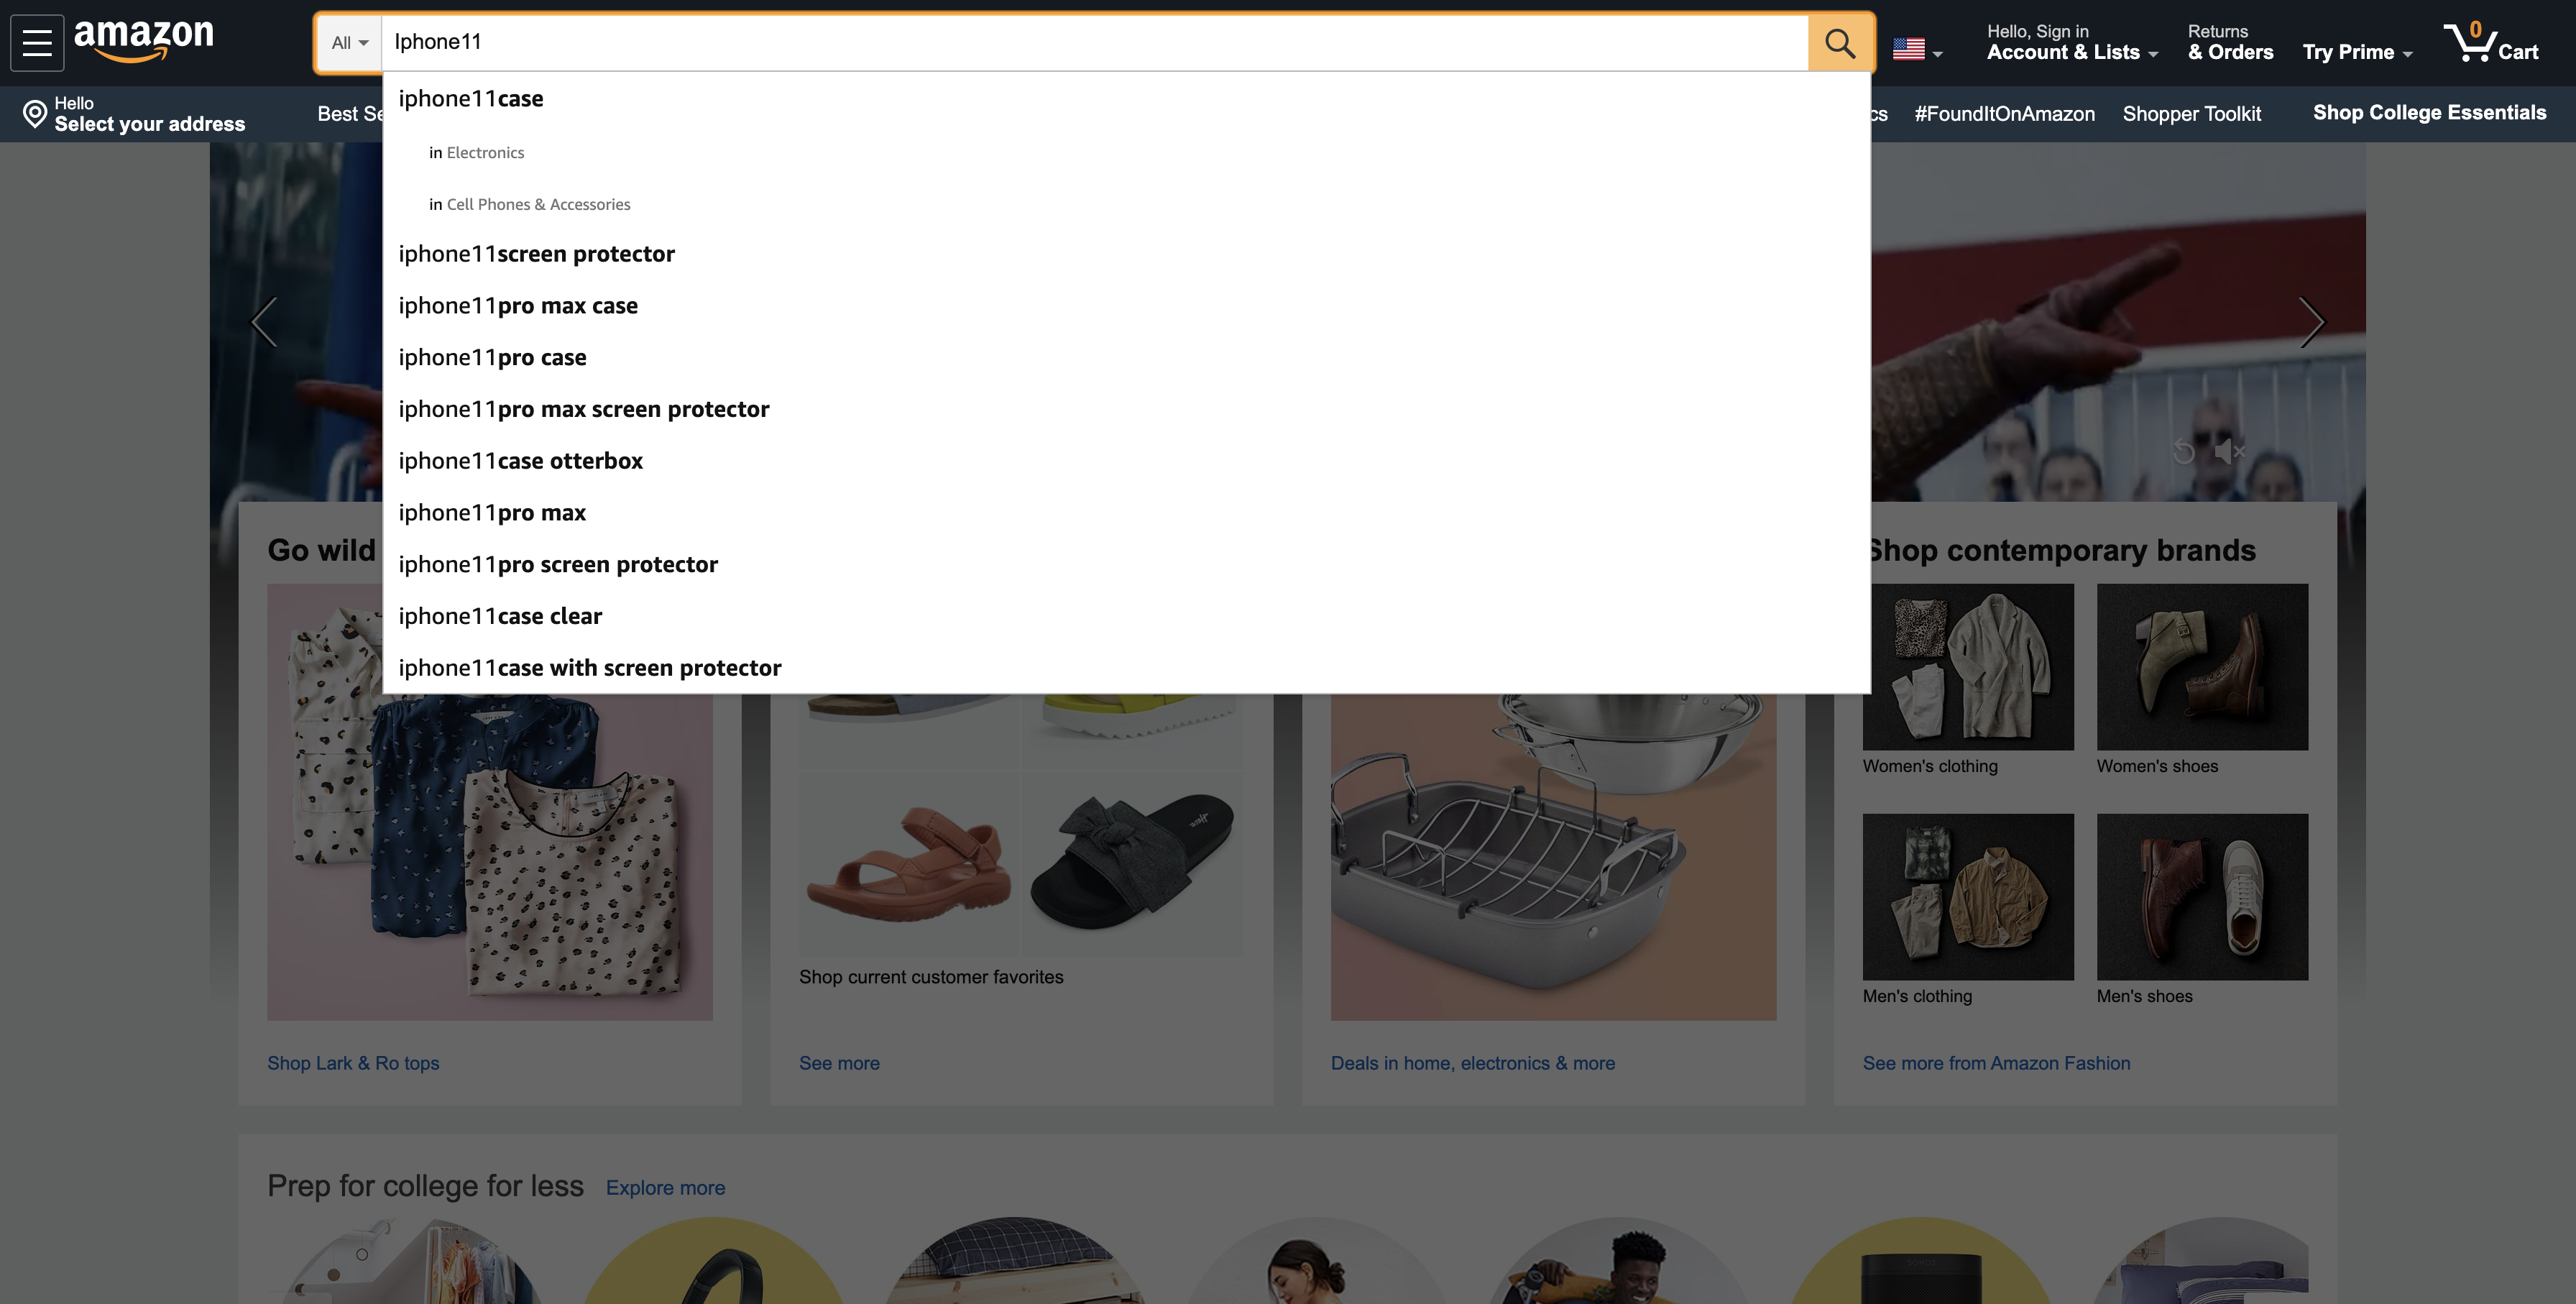 amazon
All
Iphone11
Hello, Sign in
Account & Lists
Returns
& Orders
Try Prime
0
Cart
Hello
Select your address
Best Se
cs
#FoundItOnAmazon
Shopper Toolkit
Shop College Essentials
iphone11case
in Electronics
in Cell Phones & Accessories
iphone11screen protector
iphone11pro max case
iphone11pro case
iphone11pro max screen protector
iphone11case otterbox
iphone11pro max
iphone11pro screen protector
iphone11case clear
iphone11case with screen protector
Go wild
Shop Lark & Ro tops
Shop current customer favorites
See more
Deals in home, electronics & more
Shop contemporary brands
Women's clothing
Women's shoes
Men's clothing
Men's shoes
See more from Amazon Fashion
Prep for college for less
Explore more